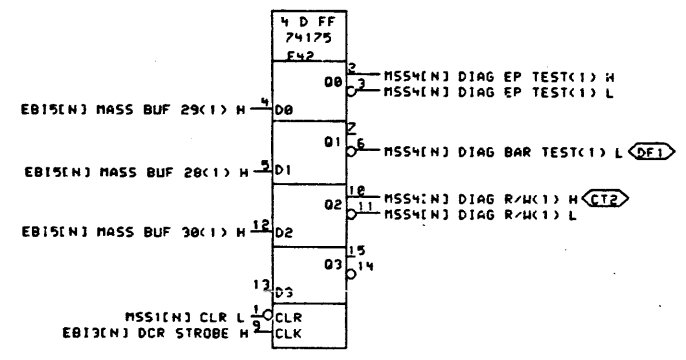 4 D FF
74175
E42
Q0 2 MSS4[N] DIAG EP TEST(1) H
3 MSS4[N] DIAG EP TEST(1) L
EBI5[N] MASS BUF 29(1) H 4 D0
Q1 7
6 MSS4[N] DIAG BAR TEST(1) L DF1
EBI5[N] MASS BUF 28(1) H 5 D1
Q2 10 MSS4[N] DIAG R/W(1) H CT2
11 MSS4[N] DIAG R/W(1) L
EBI5[N] MASS BUF 30(1) H 12 D2
Q3 15
14
13 D3
MSS1[N] CLR L 1 CLR
EBI3[N] DCR STROBE H 9 CLK